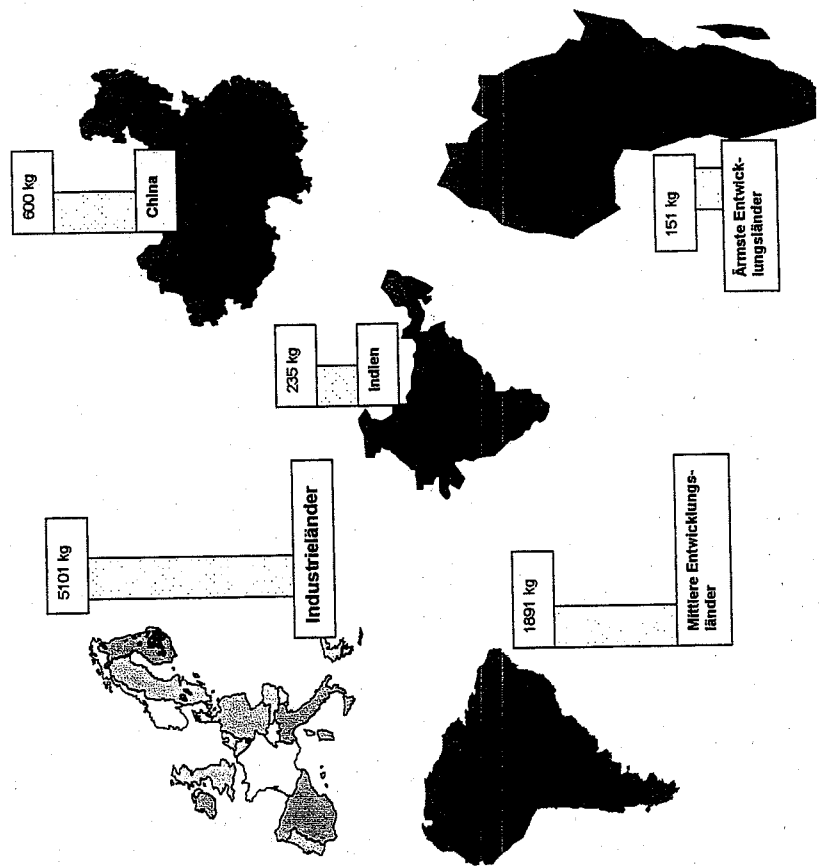 5101 kg
Industrieländer
235 kg
Indien
600 kg
China
1891 kg
Mittlere Entwicklungs-
länder
151 kg
Ärmste Entwick-
lungsländer